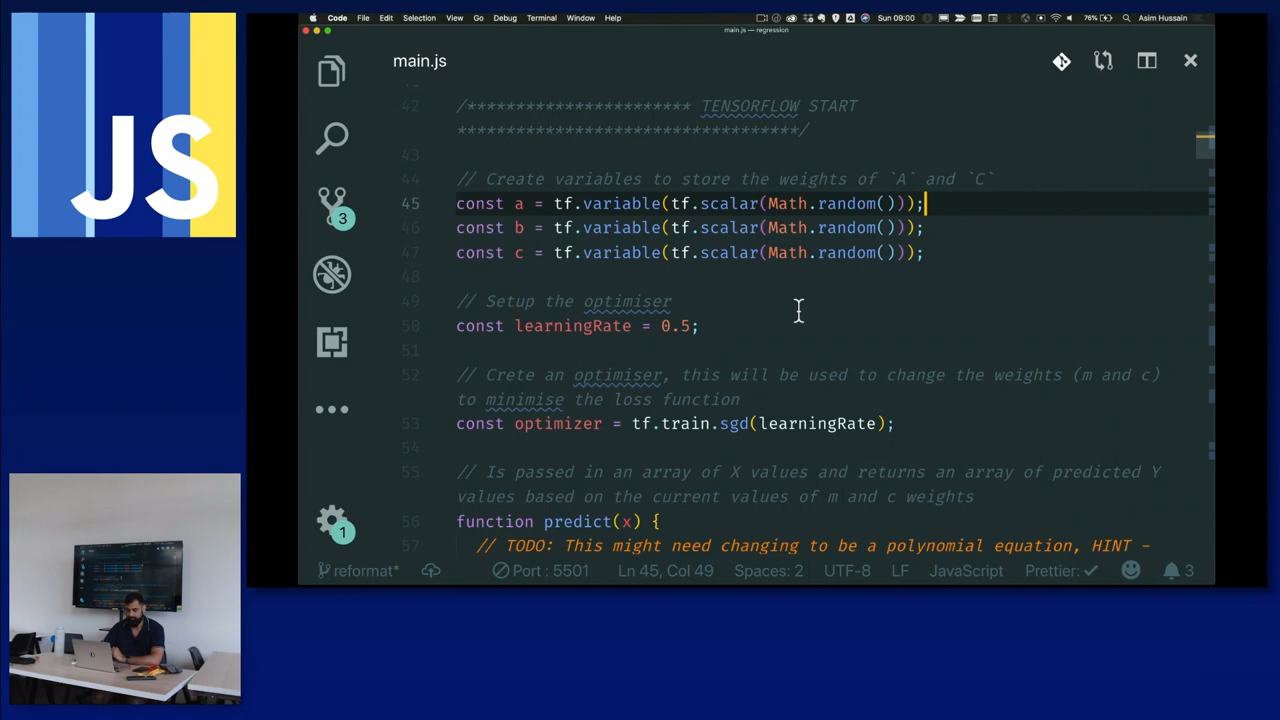 JS
Code File Edit Selection View Go Debug Terminal Window Help
Sun 09:00
76%
Asim Hussain
main.js — regression
main.js
42 /*********************** TENSORFLOW START
***********************************/
43
44 // Create variables to store the weights of `A` and `C`
45 const a = tf.variable(tf.scalar(Math.random()));
46 const b = tf.variable(tf.scalar(Math.random()));
47 const c = tf.variable(tf.scalar(Math.random()));
48
49 // Setup the optimiser
50 const learningRate = 0.5;
51
52 // Crete an optimiser, this will be used to change the weights (m and c)
to minimise the loss function
53 const optimizer = tf.train.sgd(learningRate);
54
55 // Is passed in an array of X values and returns an array of predicted Y
values based on the current values of m and c weights
56 function predict(x) {
57 // TODO: This might need changing to be a polynomial equation, HINT -
3
1
reformat* Port : 5501 Ln 45, Col 49 Spaces: 2 UTF-8 LF JavaScript Prettier: ✓ 3